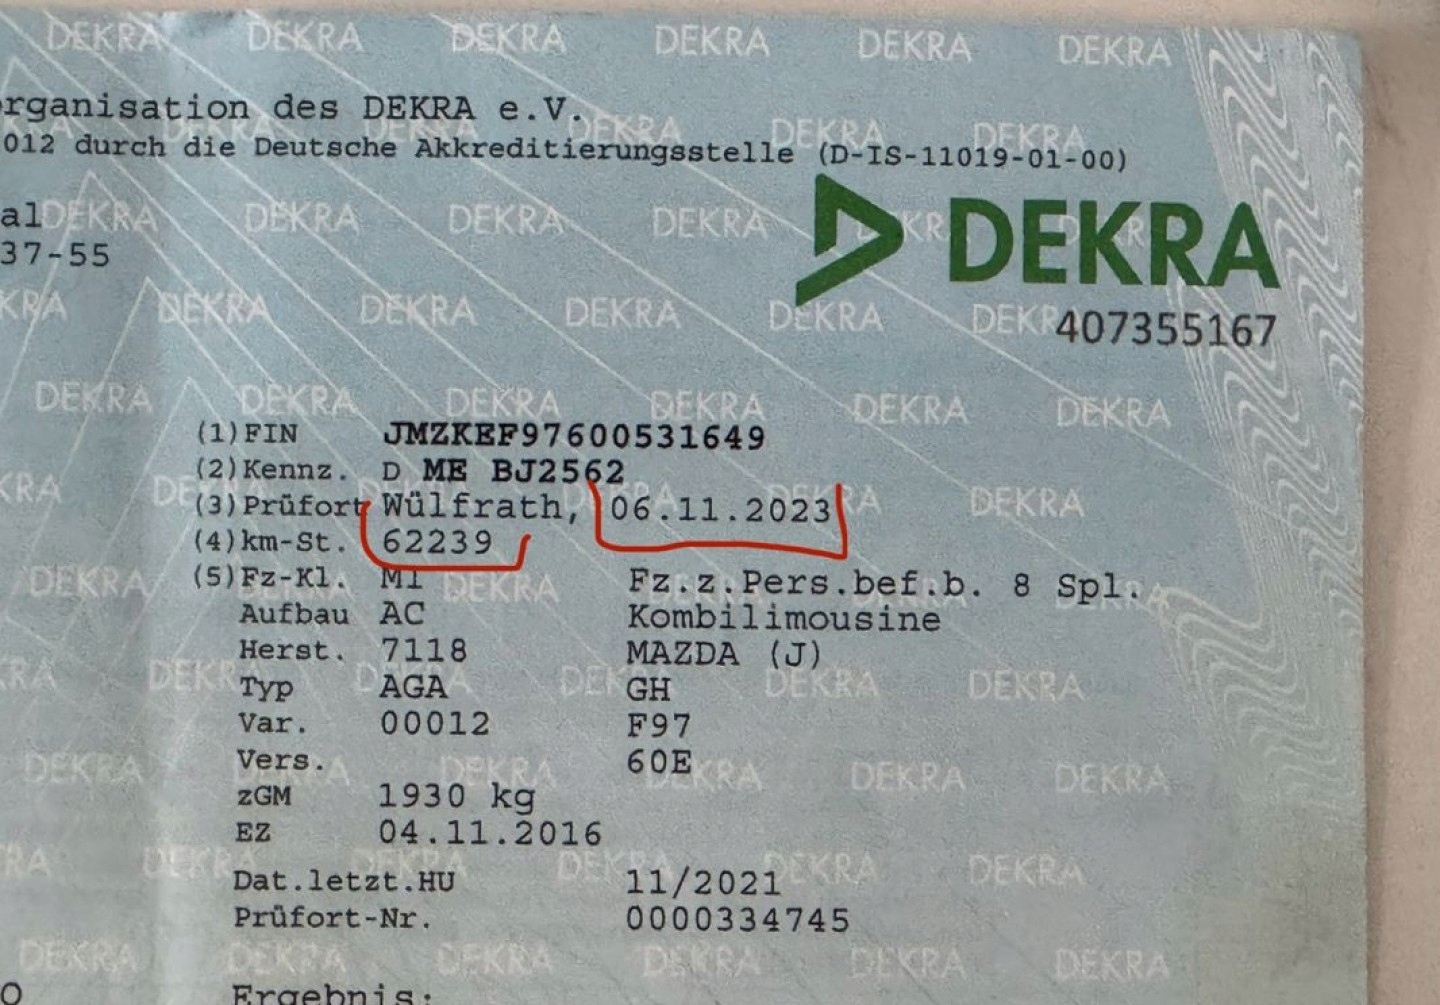 organisation des DEKRA e.V.
012 durch die Deutsche Akkreditierungsstelle (D-IS-11019-01-00)
al
37-55
DEKRA
407355167
(1) FIN JMZKEF97600531649
(2) Kennz. D ME BJ2562
(3) Prüfort Wülfrath, 06.11.2023
(4) km-St. 62239
(5) Fz-Kl. M1 Fz.z.Pers.bef.b. 8 Spl.
Aufbau AC Kombilimousine
Herst. 7118 MAZDA (J)
Typ AGA GH
Var. 00012 F97
Vers. 60E
zGM 1930 kg
EZ 04.11.2016
Dat.letzt.HU 11/2021
Prüfort-Nr. 0000334745
Ergebnis: